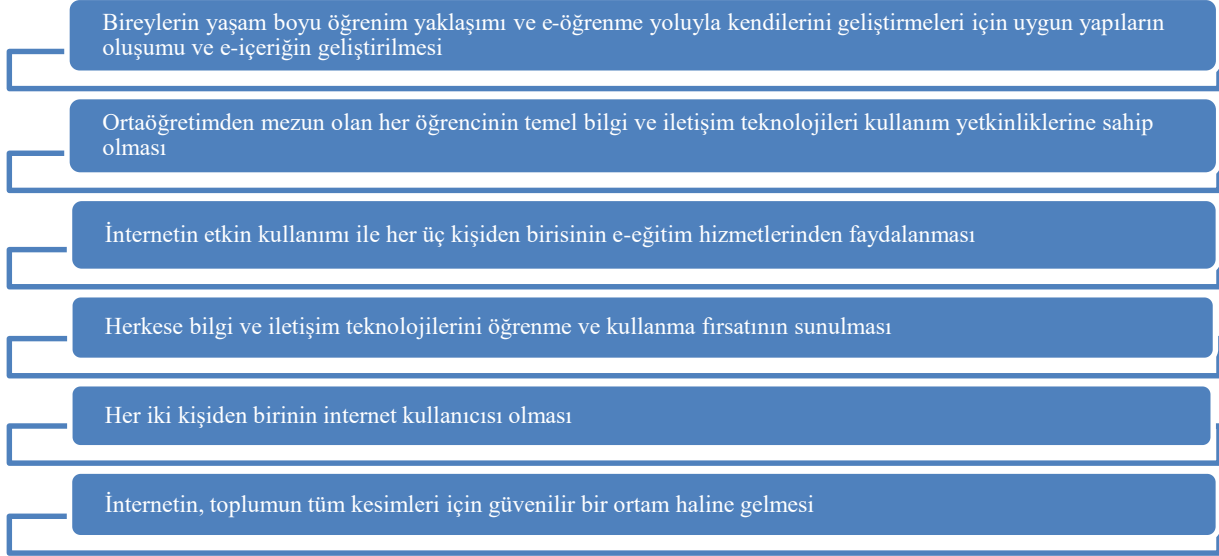 Bireylerin yaşam boyu öğrenim yaklaşımı ve e-öğrenme yoluyla kendilerini geliştirmeleri için uygun yapıların
oluşumu ve e-içeriğin geliştirilmesi
Ortaöğretimden mezun olan her öğrencinin temel bilgi ve iletişim teknolojileri kullanım yetkinliklerine sahip
olması
İnternetin etkin kullanımı ile her üç kişiden birisinin e-eğitim hizmetlerinden faydalanması
Herkese bilgi ve iletişim teknolojilerini öğrenme ve kullanma fırsatının sunulması
Her iki kişiden birinin internet kullanıcısı olması
İnternetin, toplumun tüm kesimleri için güvenilir bir ortam haline gelmesi